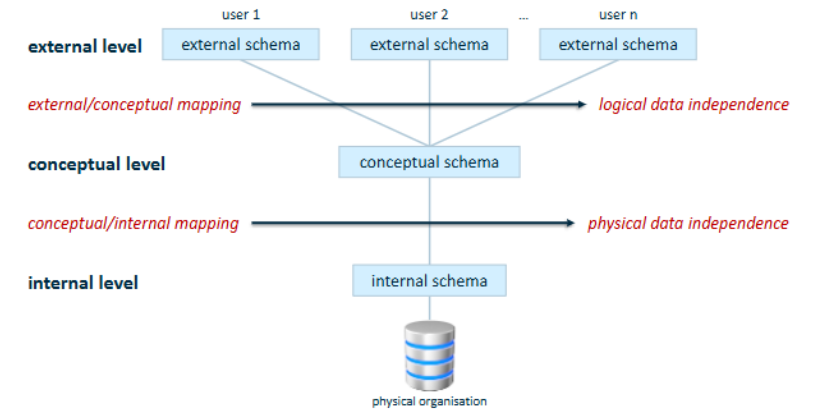 user 1 user 2 ... user n
external level external schema external schema external schema
external/conceptual mapping logical data independence
conceptual level conceptual schema
conceptual/internal mapping physical data independence
internal level internal schema
physical organisation